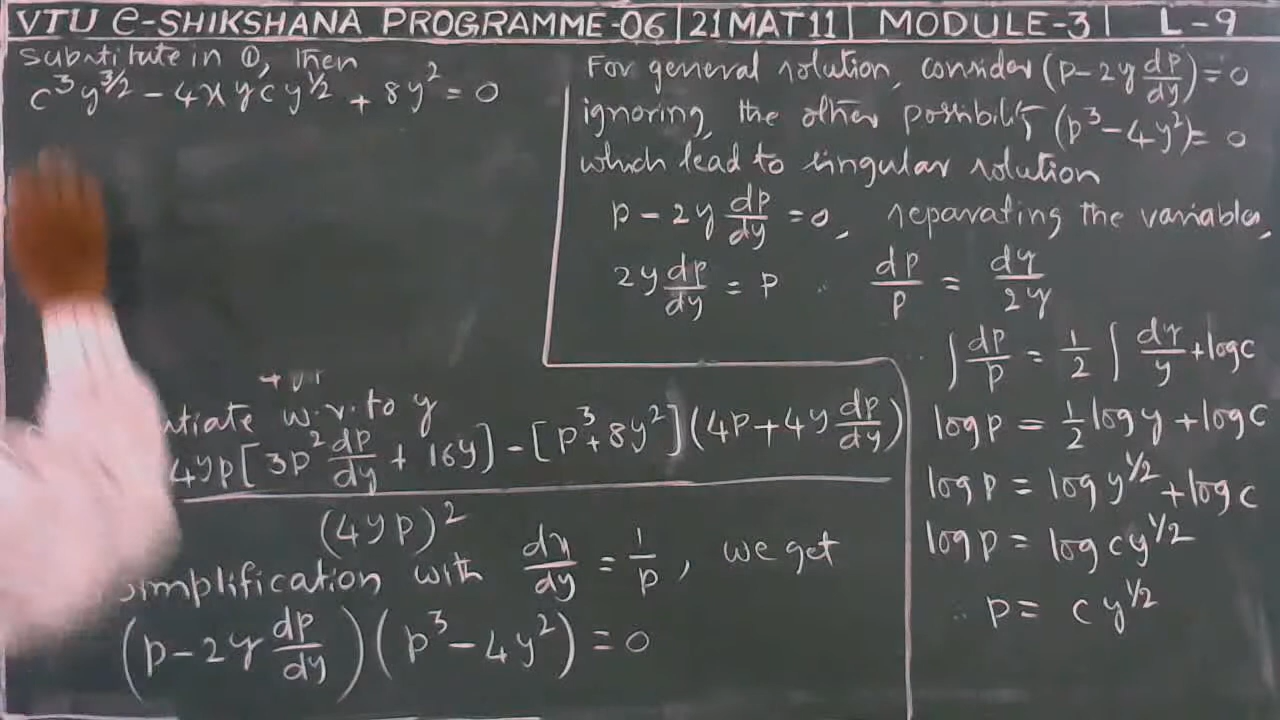 VTU e-SHIKSHANA PROGRAMME-06 | 21MAT11 | MODULE-3 | L-9
substitute in ①, Then
c³y^3/2 - 4xycy^1/2 + 8y² = 0
w.r.to y
4yp[3p² dp/dy + 16y] - [p³+8y²](4p+4y dp/dy)
(4yp)²
simplification with dx/dy = 1/p, we get
(p-2y dp/dy)(p³-4y²) = 0
For general solution, consider (p-2y dp/dy) = 0
ignoring, the other possibility (p³-4y²) = 0
which lead to singular solution
p - 2y dp/dy = 0, separating the variables,
2y dp/dy = p ∴ dp/p = dy/2y
∴ ∫ dp/p = 1/2 ∫ dy/y + log c
log p = 1/2 log y + log c
log p = log y^1/2 + log c
log p = log cy^1/2
∴ p = cy^1/2